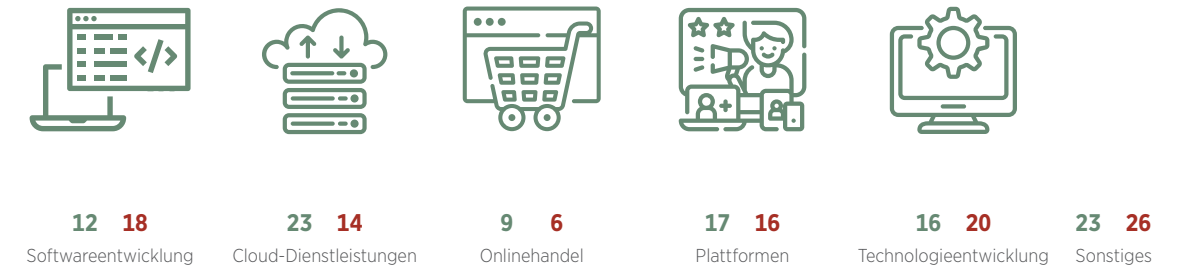 12 18 23 14 9 6 17 16 16 20 23 26
Softwareentwicklung Cloud-Dienstleistungen Onlinehandel Plattformen Technologieentwicklung Sonstiges